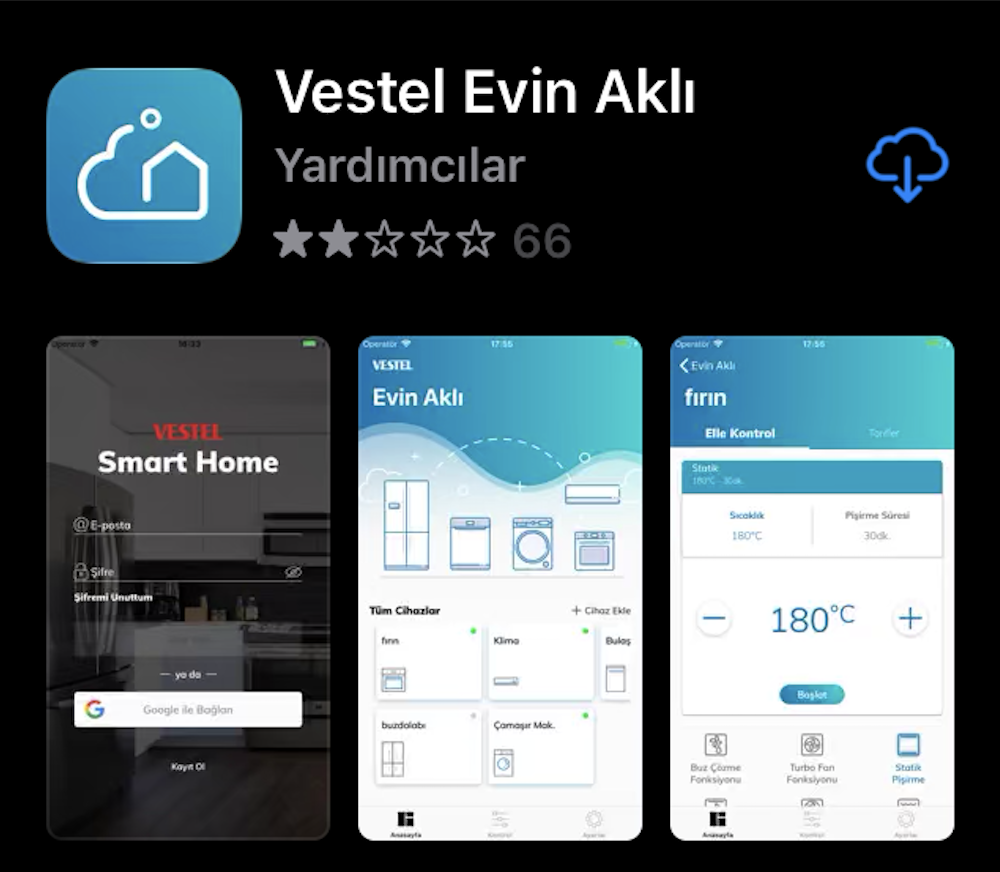 Vestel Evin Aklı
Yardımcılar
66
Operatör
16:33
VESTEL
Smart Home
@ E-posta
Şifre
Şifremi Unuttum
— ya da —
Google ile Bağlan
Kayıt Ol
Operatör 17:55
VESTEL
Evin Aklı
Tüm Cihazlar
+ Cihaz Ekle
fırın
Klima
Bulaş
buzdolabı
Çamaşır Mak.
Anasayfa
Kontrol
Ayarlar
Operatör 17:56
Evin Aklı
fırın
Elle Kontrol
Tarifler
Statik
180°C - 30dk.
Sıcaklık
Pişirme Süresi
180°C
30dk.
180°C
Başlat
Buz Çözme Fonksiyonu
Turbo Fan Fonksiyonu
Statik Pişirme
Anasayfa
Kontrol
Ayarlar